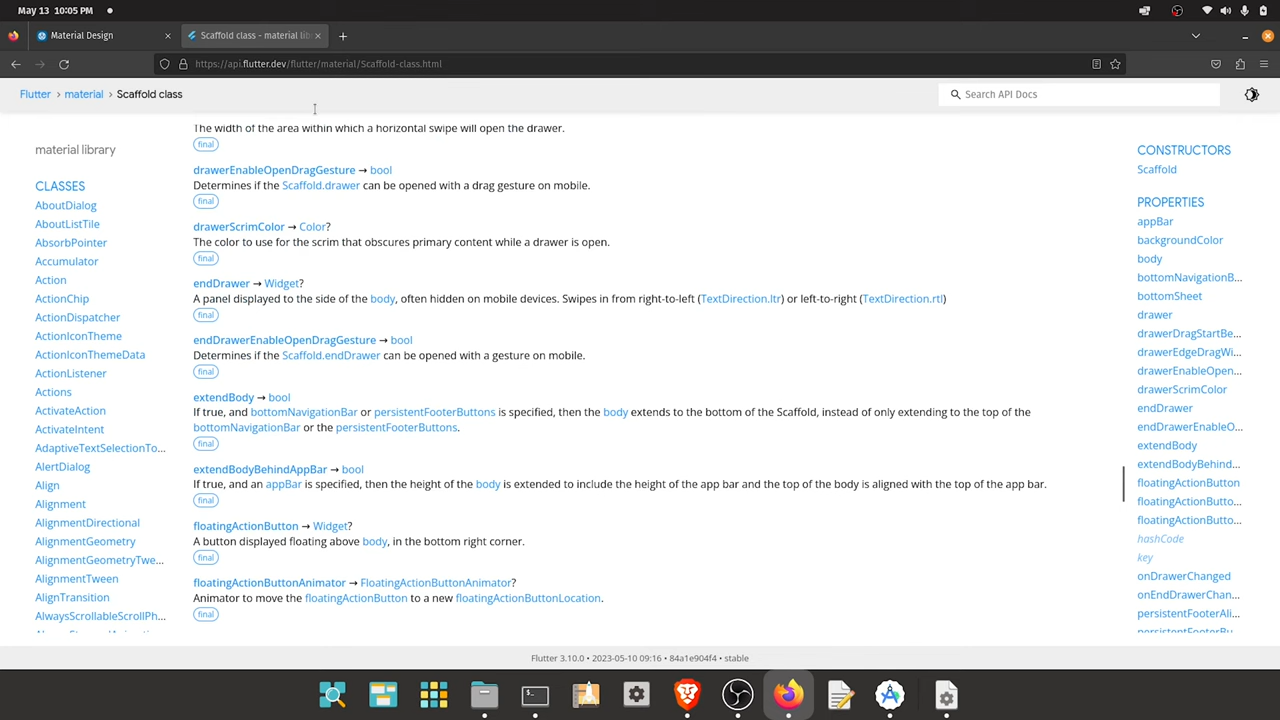 May 13 10:05 PM
Material Design
Scaffold class - material lib
https://api.flutter.dev/flutter/material/Scaffold-class.html
Flutter > material > Scaffold class
Search API Docs
material library
CLASSES
AboutDialog
AboutListTile
AbsorbPointer
Accumulator
Action
ActionChip
ActionDispatcher
ActionIconTheme
ActionIconThemeData
ActionListener
Actions
ActivateAction
ActivateIntent
AdaptiveTextSelectionTo...
AlertDialog
Align
Alignment
AlignmentDirectional
AlignmentGeometry
AlignmentGeometryTwe...
AlignmentTween
AlignTransition
AlwaysScrollableScrollPh...
The width of the area within which a horizontal swipe will open the drawer.
final
drawerEnableOpenDragGesture → bool
Determines if the Scaffold.drawer can be opened with a drag gesture on mobile.
final
drawerScrimColor → Color?
The color to use for the scrim that obscures primary content while a drawer is open.
final
endDrawer → Widget?
A panel displayed to the side of the body, often hidden on mobile devices. Swipes in from right-to-left (TextDirection.ltr) or left-to-right (TextDirection.rtl)
final
endDrawerEnableOpenDragGesture → bool
Determines if the Scaffold.endDrawer can be opened with a gesture on mobile.
final
extendBody → bool
If true, and bottomNavigationBar or persistentFooterButtons is specified, then the body extends to the bottom of the Scaffold, instead of only extending to the top of the
bottomNavigationBar or the persistentFooterButtons.
final
extendBodyBehindAppBar → bool
If true, and an appBar is specified, then the height of the body is extended to include the height of the app bar and the top of the body is aligned with the top of the app bar.
final
floatingActionButton → Widget?
A button displayed floating above body, in the bottom right corner.
final
floatingActionButtonAnimator → FloatingActionButtonAnimator?
Animator to move the floatingActionButton to a new floatingActionButtonLocation.
final
CONSTRUCTORS
Scaffold
PROPERTIES
appBar
backgroundColor
body
bottomNavigationB...
bottomSheet
drawer
drawerDragStartBe...
drawerEdgeDragWi...
drawerEnableOpen...
drawerScrimColor
endDrawer
endDrawerEnableO...
extendBody
extendBodyBehind...
floatingActionButton
floatingActionButto...
floatingActionButto...
hashCode
key
onDrawerChanged
onEndDrawerChan...
persistentFooterAli...
persistentFooterBu...
Flutter 3.10.0 • 2023-05-10 09:16 • 84a1e904f4 • stable